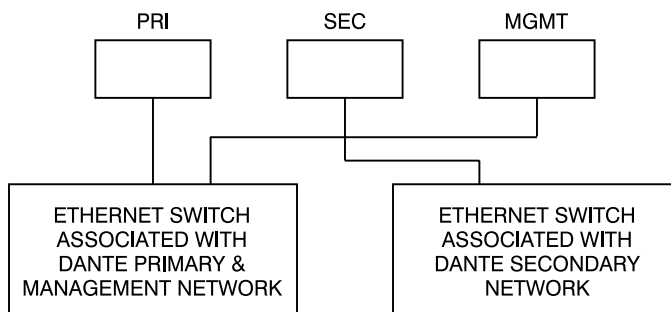 PRI
SEC
MGMT
ETHERNET SWITCH
ASSOCIATED WITH
DANTE PRIMARY &
MANAGEMENT NETWORK
ETHERNET SWITCH
ASSOCIATED WITH
DANTE SECONDARY
NETWORK